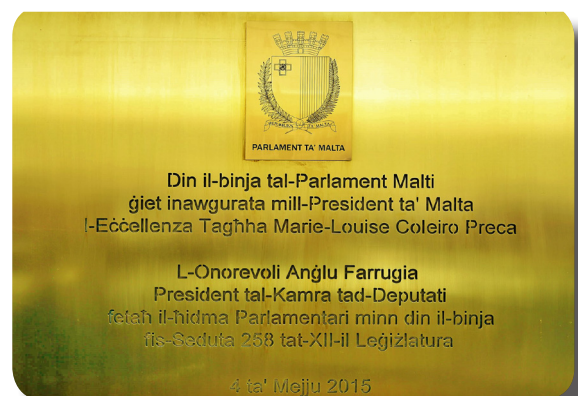 PARLAMENT TA' MALTA
Din il-binja tal-Parlament Malti
ġiet inawgurata mill-President ta' Malta
l-Eċċellenza Tagħha Marie-Louise Coleiro Preca
L-Onorevoli Anġlu Farrugia
President tal-Kamra tad-Deputati
fetaħ il-ħidma Parlamentari minn din il-binja
fis-Seduta 258 tat-XII-il Leġiżlatura
4 ta' Mejju 2015